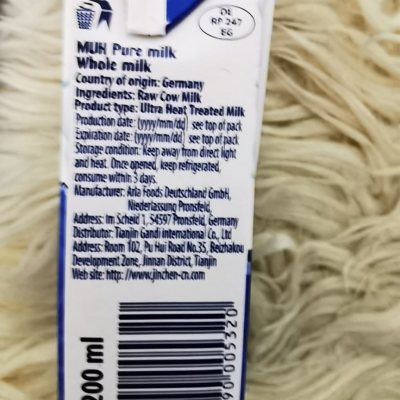 DE
RP 247
EG
MUH Pure milk
Whole milk
Country of origin: Germany
Ingredients: Raw Cow Milk
Product type: Ultra Heat Treated Milk
Production date: (yyyy/mm/dd) see top of pack
Expiration date: (yyyy/mm/dd) see top of pack
Storage condition: Keep away from direct light
and heat. Once opened, keep refrigerated,
consume within 3 days.
Manufacturer: Arla Foods Deutschland GmbH,
Niederlassung Pronsfeld,
Address: Im Scheid 1, 54597 Pronsfeld, Germany
Distributor: Tianjin Gandi international Co., Ltd
Address: Room 102, Pu Hui Road No.35, Beizhakou
Development Zone, Jinnan District, Tianjin
Web site: http://www.jinchen-cn.com
200 ml
90 005320